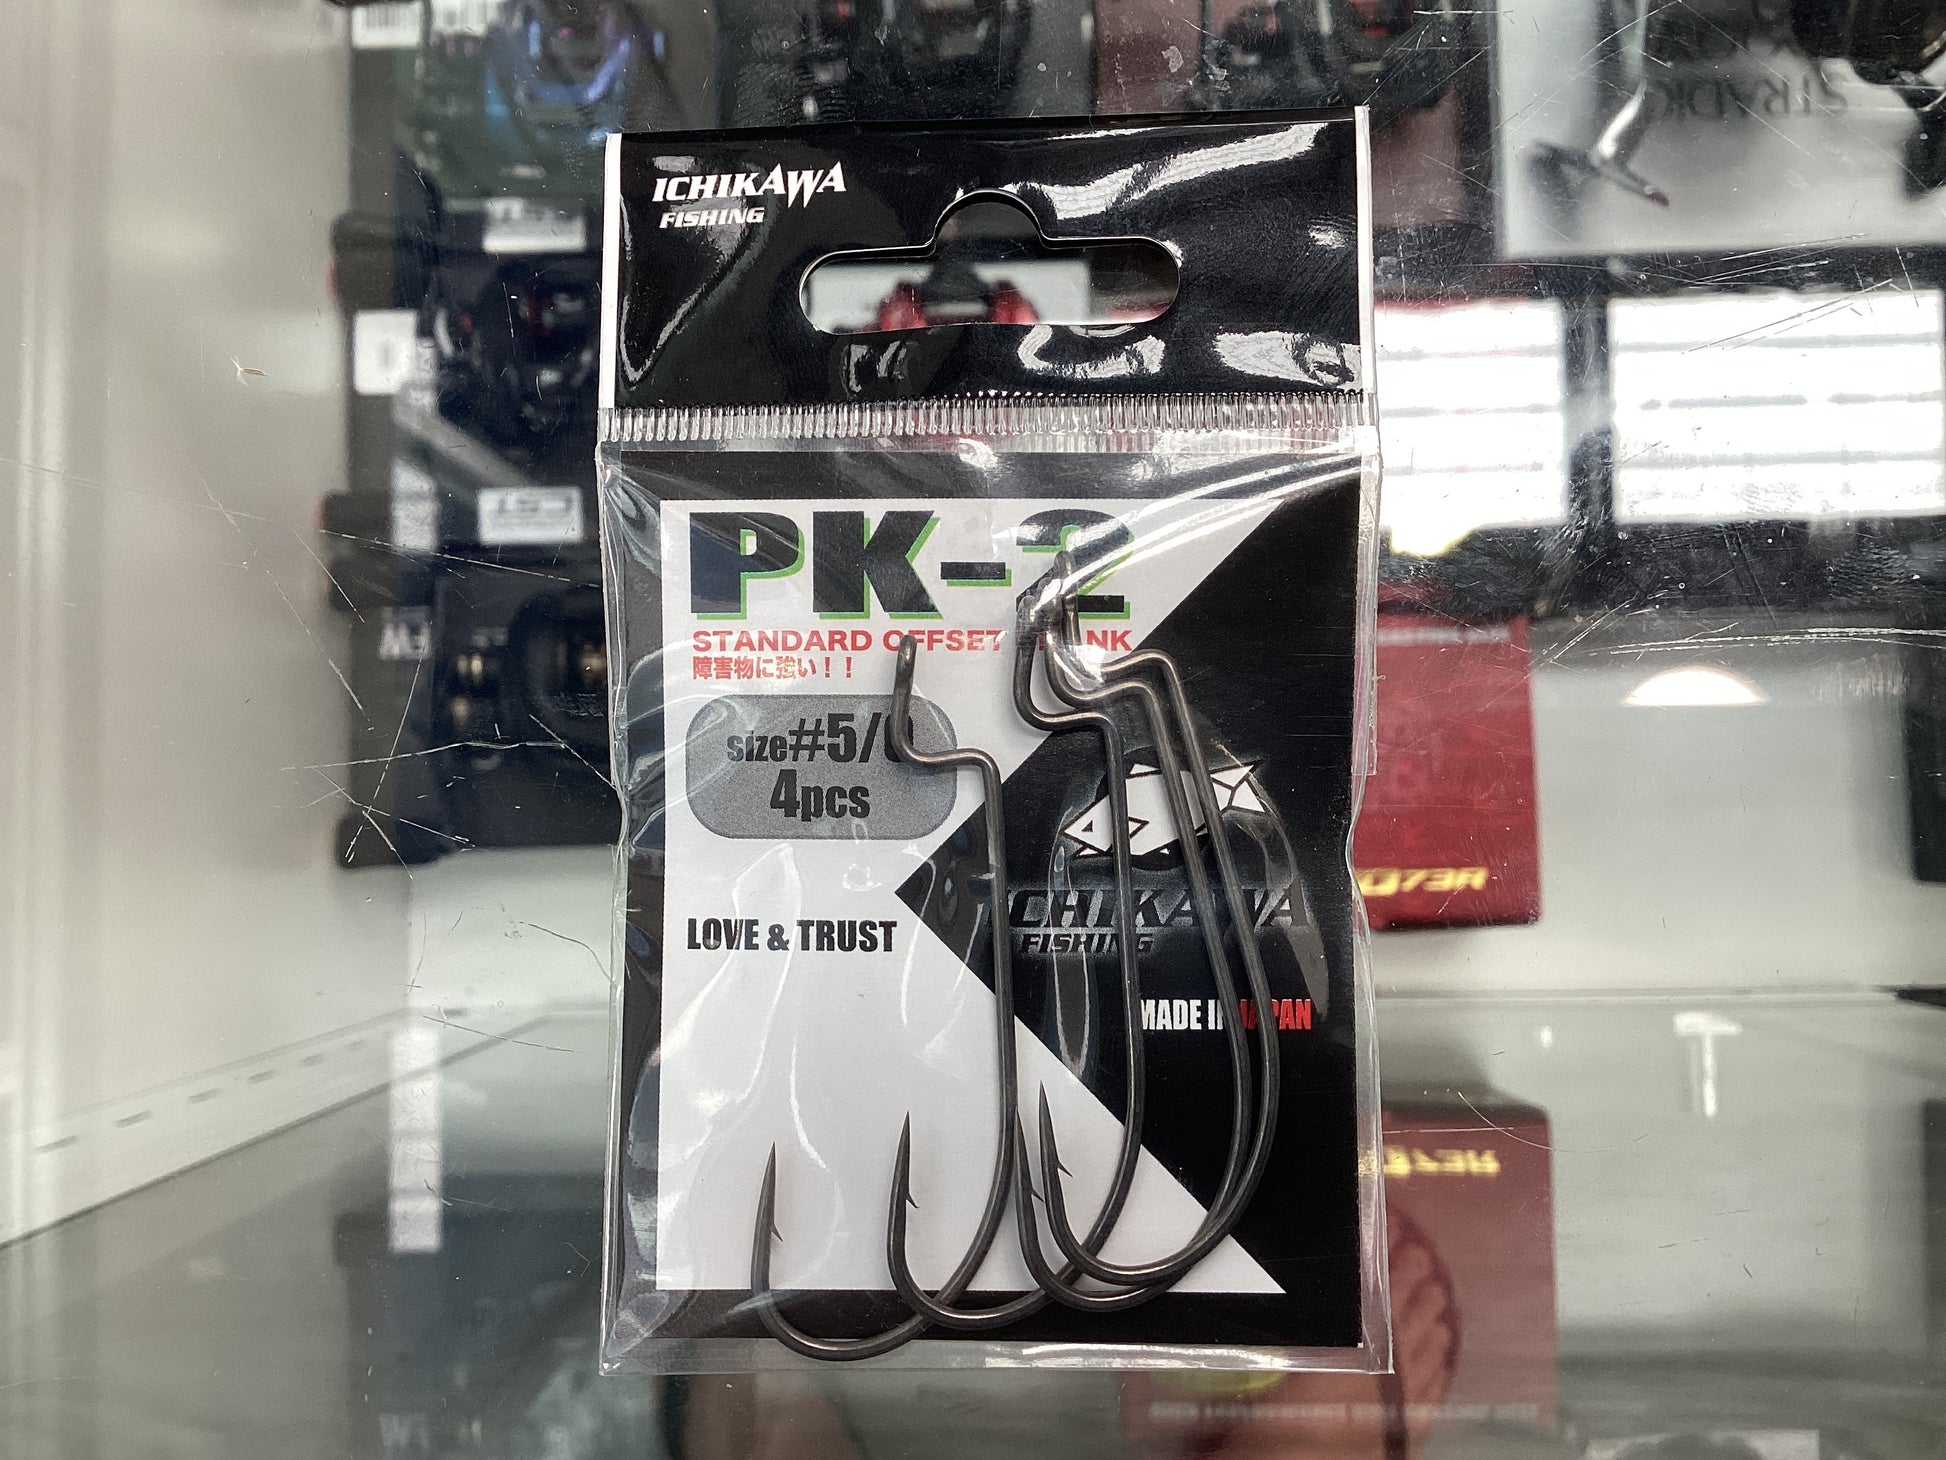 ICHIKAWA
FISHING
PK-2
STANDARD OFFSET
障害物に強い！！
size#5/0
4pcs
LOVE & TRUST
ICHIKAWA
FISHING
MADE IN JAPAN